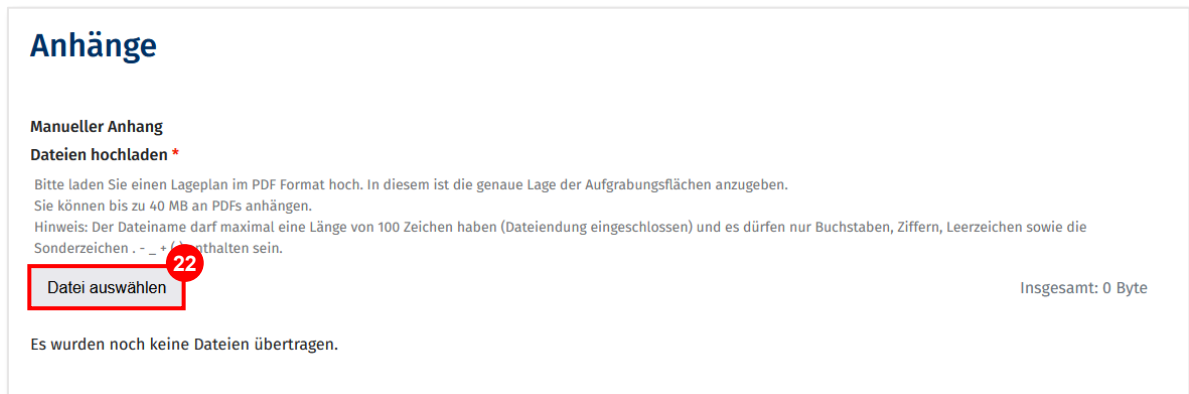 Anhänge
Manueller Anhang
Dateien hochladen *
Bitte laden Sie einen Lageplan im PDF Format hoch. In diesem ist die genaue Lage der Aufgrabungsflächen anzugeben.
Sie können bis zu 40 MB an PDFs anhängen.
Hinweis: Der Dateiname darf maximal eine Länge von 100 Zeichen haben (Dateiendung eingeschlossen) und es dürfen nur Buchstaben, Ziffern, Leerzeichen sowie die
Sonderzeichen . - _ + ( ) enthalten sein.
22
Datei auswählen
Insgesamt: 0 Byte
Es wurden noch keine Dateien übertragen.